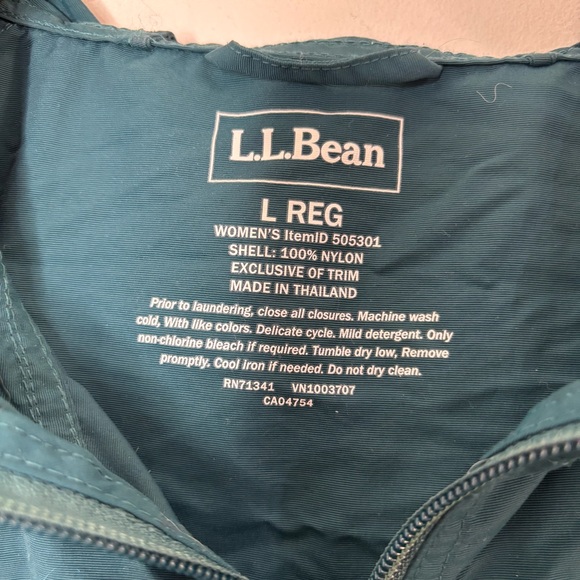 L.L.Bean
L REG
WOMEN'S ItemID 505301
SHELL: 100% NYLON
EXCLUSIVE OF TRIM
MADE IN THAILAND
Prior to laundering, close all closures. Machine wash
cold, With like colors. Delicate cycle. Mild detergent. Only
non-chlorine bleach if required. Tumble dry low, Remove
promptly. Cool iron if needed. Do not dry clean.
RN71341 VN1003707
CA04754